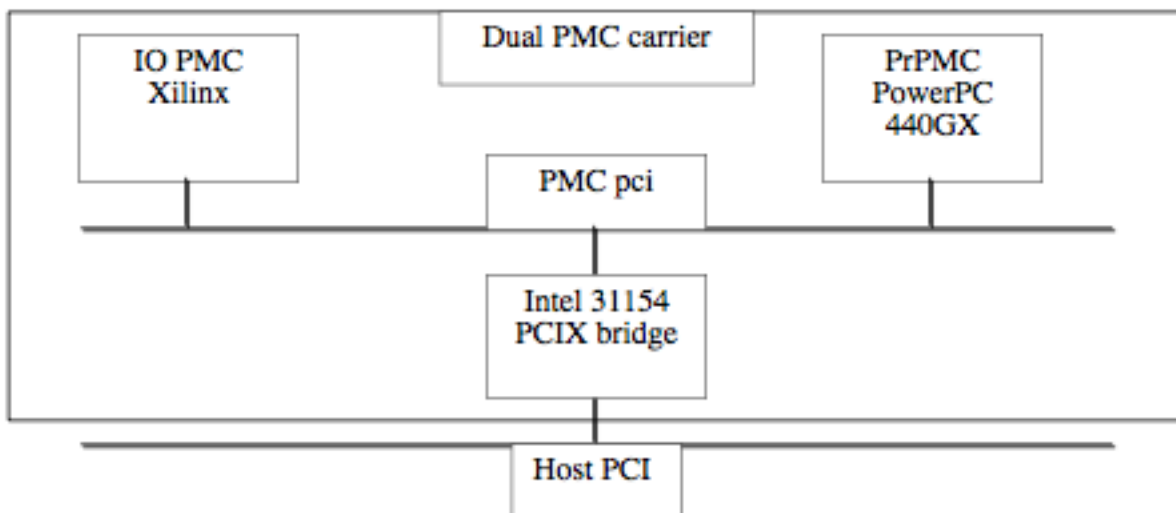 Dual PMC carrier
IO PMC
Xilinx
PrPMC
PowerPC
440GX
PMC pci
Intel 31154
PCIX bridge
Host PCI